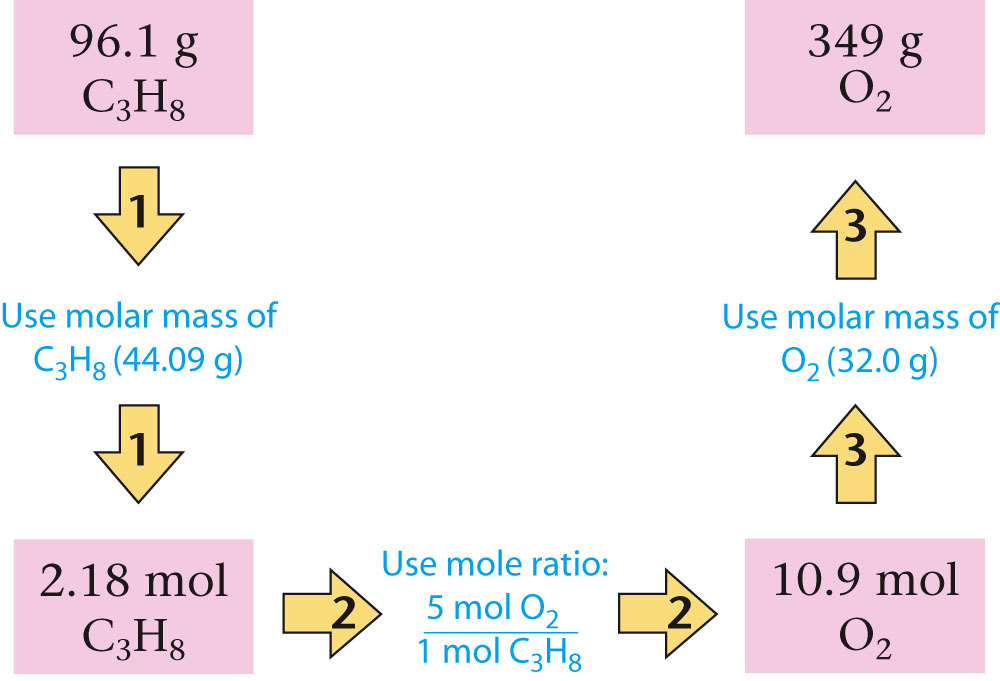 96.1 g
C₃H₈
1
Use molar mass of
C₃H₈ (44.09 g)
1
2.18 mol
C₃H₈
2
Use mole ratio:
5 mol O₂
1 mol C₃H₈
2
10.9 mol
O₂
3
Use molar mass of
O₂ (32.0 g)
3
349 g
O₂